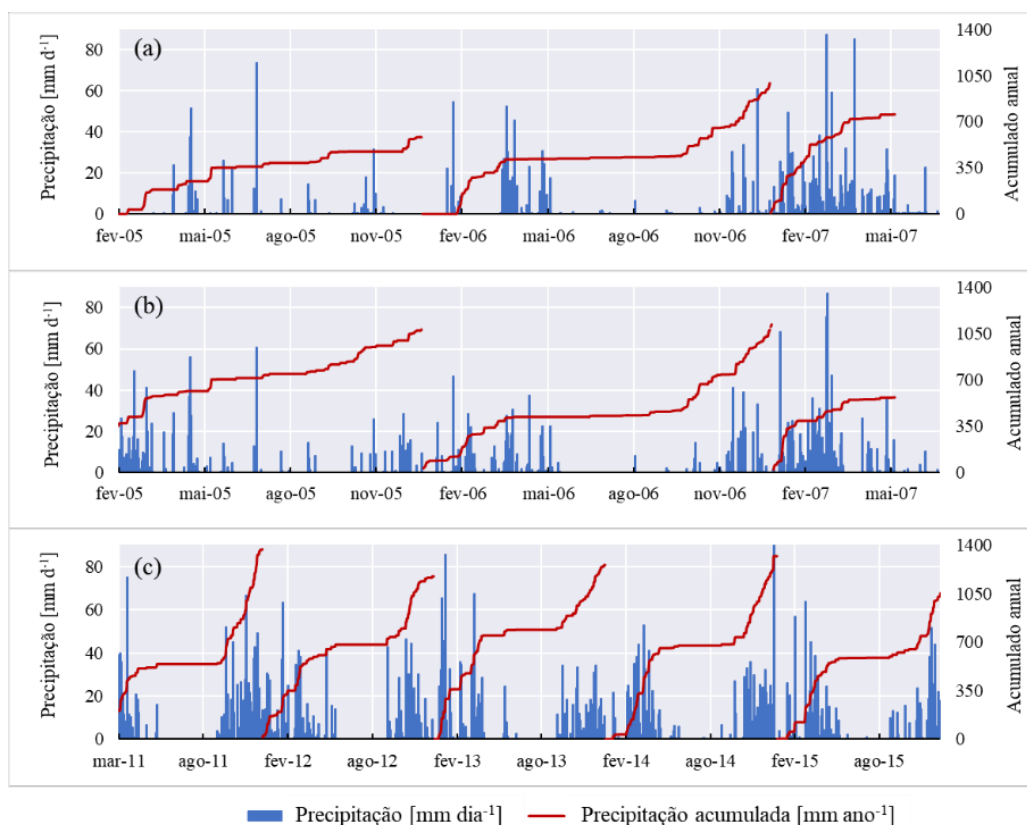 (a)
Precipitação [mm d⁻¹]
80
60
40
20
0
1400
1050
700
350
0
Acumulado anual
fev-05 mai-05 ago-05 nov-05 fev-06 mai-06 ago-06 nov-06 fev-07 mai-07
(b)
Precipitação [mm d⁻¹]
80
60
40
20
0
1400
1050
700
350
0
Acumulado anual
fev-05 mai-05 ago-05 nov-05 fev-06 mai-06 ago-06 nov-06 fev-07 mai-07
(c)
Precipitação [mm d⁻¹]
80
60
40
20
0
1400
1050
700
350
0
Acumulado anual
mar-11 ago-11 fev-12 ago-12 fev-13 ago-13 fev-14 ago-14 fev-15 ago-15
Precipitação [mm dia⁻¹] Precipitação acumulada [mm ano⁻¹]